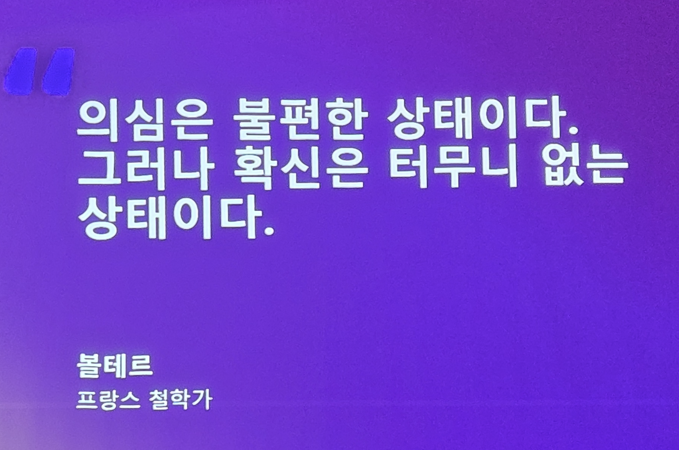 의심은 불편한 상태이다.
그러나 확신은 터무니 없는
상태이다.
볼테르
프랑스 철학가